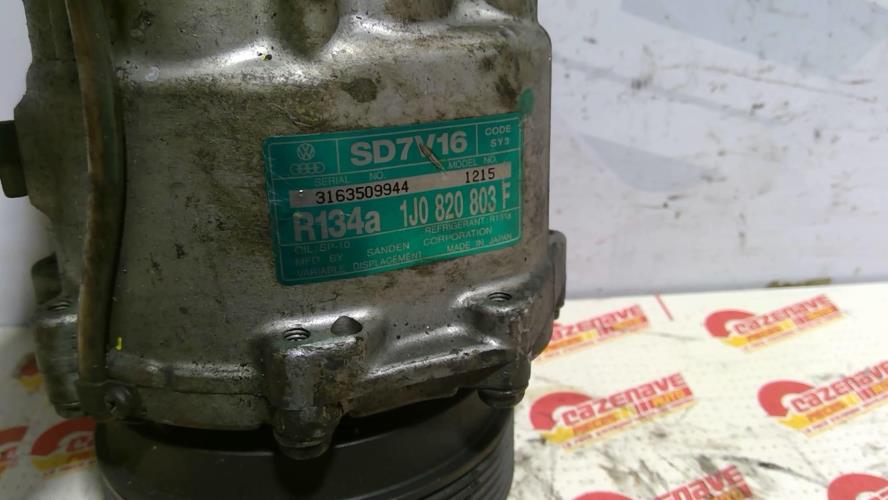 SD7V16
CODE
SY3
SERIAL NO.
MODEL NO.
3163509944
1215
R134a
1J0 820 803 F
OIL:SP-10
REFRIGERANT:R134a
MFD BY SANDEN CORPORATION
VARIABLE DISPLACEMENT MADE IN JAPAN
CAZENAVE
CAZENAVE
CAZENAVE
PIECES